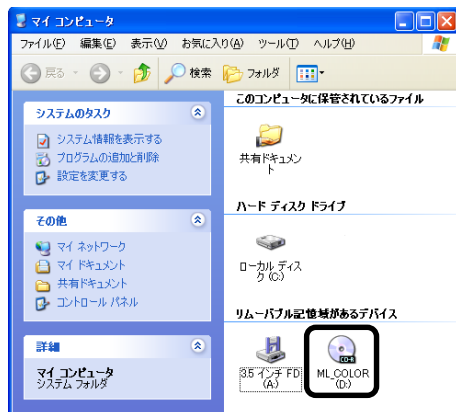 マイ コンピュータ
ファイル(F) 編集(E) 表示(V) お気に入り(A) ツール(T) ヘルプ(H)
戻る 検索 フォルダ
システムのタスク
システム情報を表示する
プログラムの追加と削除
設定を変更する
その他
マイ ネットワーク
マイ ドキュメント
共有ドキュメント
コントロール パネル
詳細
マイ コンピュータ
システム フォルダ
このコンピュータに保管されているファイル
共有ドキュメン
ト
ハード ディスク ドライブ
ローカル ディス
ク (C:)
リムーバブル記憶域があるデバイス
3.5 インチ FD
(A:)
CD-R
ML_COLOR
(D:)